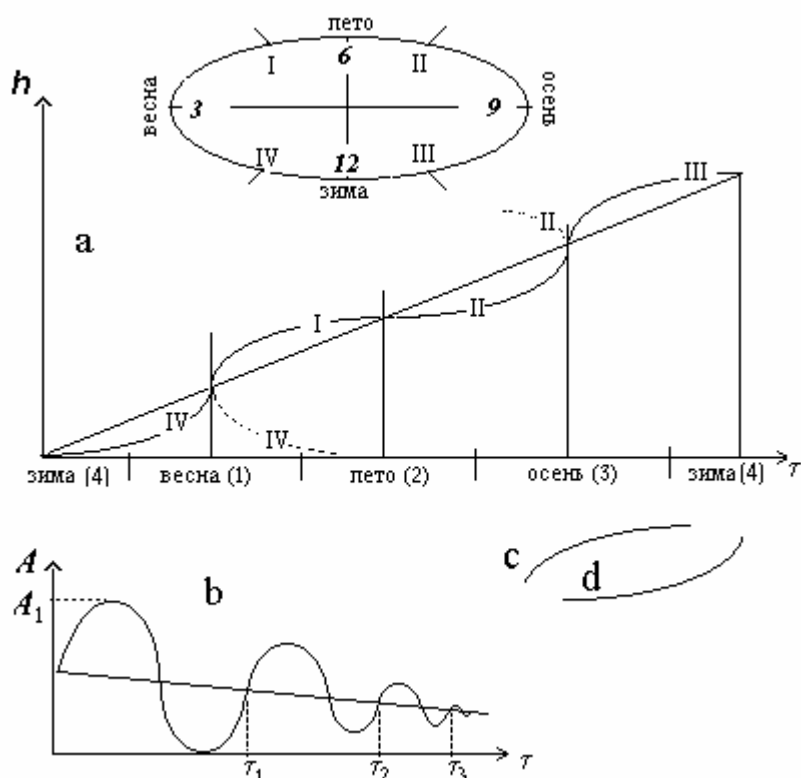 лето
I 6 II
h весна 3 9 осень
IV 12 III
зима
III
a II
I II
IV IV
зима (4) весна (1) лето (2) осень (3) зима(4) τ
c d
A b
A₁
τ₁ τ₂ τ₃ τ